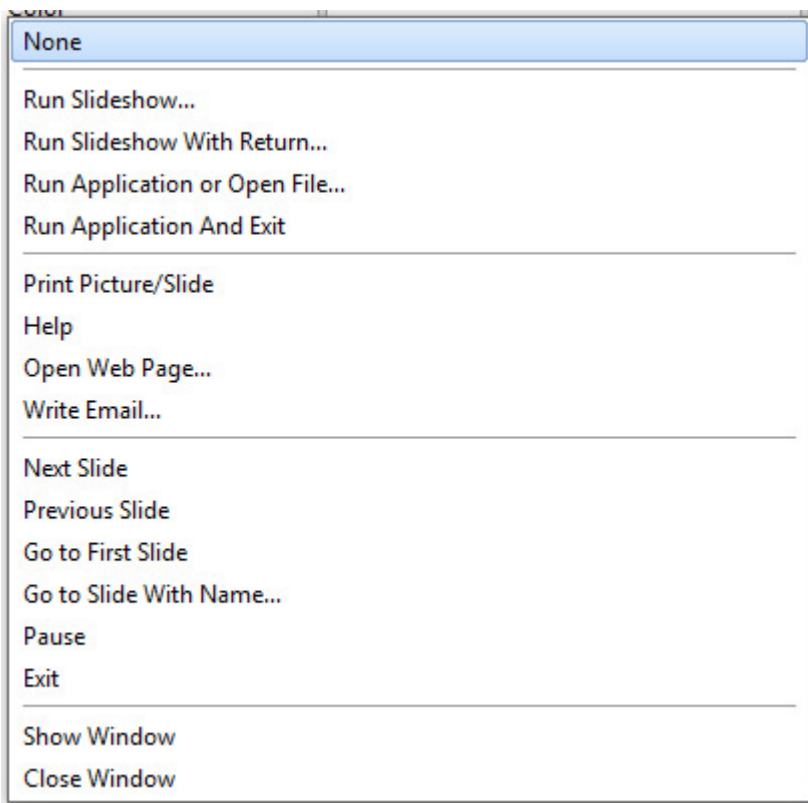 Color
None
Run Slideshow...
Run Slideshow With Return...
Run Application or Open File...
Run Application And Exit
Print Picture/Slide
Help
Open Web Page...
Write Email...
Next Slide
Previous Slide
Go to First Slide
Go to Slide With Name...
Pause
Exit
Show Window
Close Window